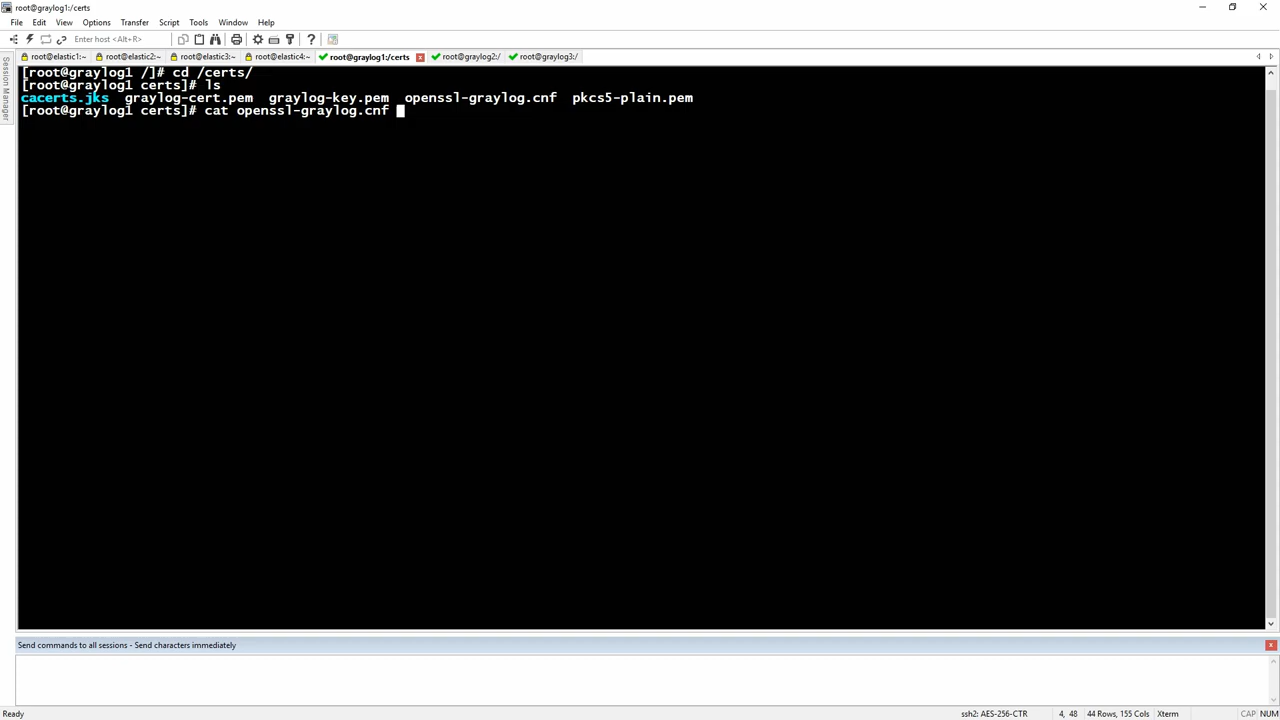 root@graylog1:/certs
File Edit View Options Transfer Script Tools Window Help
Enter host <Alt+R>
Session Manager
root@elastic1:~ root@elastic2:~ root@elastic3:~ root@elastic4:~ root@graylog1:/certs root@graylog2:/ root@graylog3:/
[root@graylog1 /]# cd /certs/
[root@graylog1 certs]# ls
cacerts.jks graylog-cert.pem graylog-key.pem openssl-graylog.cnf pkcs5-plain.pem
[root@graylog1 certs]# cat openssl-graylog.cnf
Send commands to all sessions - Send characters immediately
Ready ssh2: AES-256-CTR 4, 48 44 Rows, 155 Cols Xterm CAP NUM